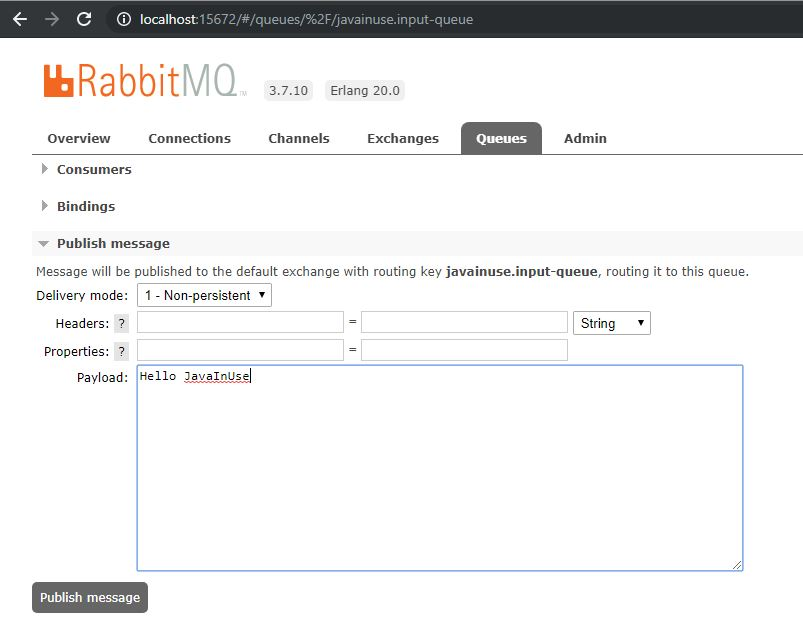 localhost:15672/#/queues/%2F/javainuse.input-queue
RabbitMQ TM 3.7.10 Erlang 20.0
Overview Connections Channels Exchanges Queues Admin
Consumers
Bindings
Publish message
Message will be published to the default exchange with routing key javainuse.input-queue, routing it to this queue.
Delivery mode: 1 - Non-persistent
Headers: ? = String
Properties: ? =
Payload: Hello JavaInUse
Publish message